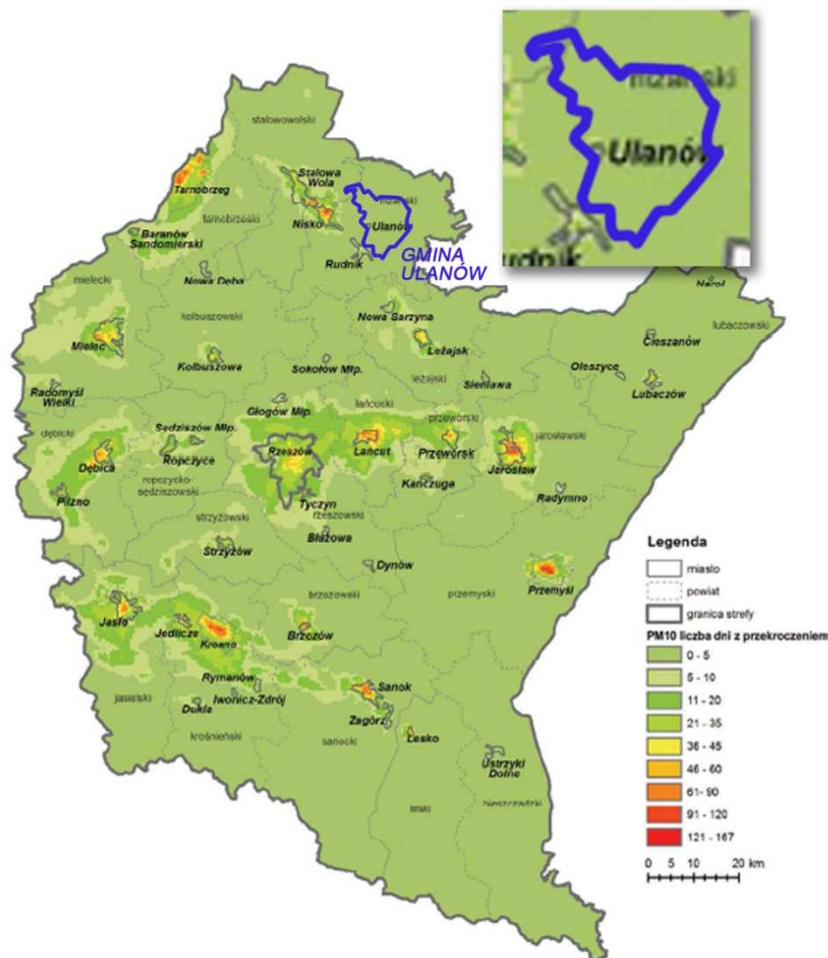 niżański
Ulanów
udnik
stalowowolski
Stalowa
Wola
Tarnobrzeg
niżański
tarnobrzeski
Nisko
Ulanów
Baranów
Sandomierski
GMINA
ULANÓW
Rudnik
mielecki
Nowa Dęba
Narol
kolbuszowski
Nowa Sarzyna
lubaczowski
Cieszanów
Mielec
Leżajsk
Kolbuszowa
Sokołów Młp.
leżajski
Oleszyce
Radomyśl
Wielki
Sieniawa
Lubaczów
Głogów Młp.
łańcucki
przeworski
dębicki
Sędziszów Młp.
jarosławski
Rzeszów
Łańcut
Przeworsk
Ropczyce
Jarosław
Dębica
ropczycko-
sędziszowski
Kańczuga
Pilzno
Tyczyn
Radymno
rzeszowski
strzyżowski
Błażowa
Strzyżów
Dynów
brzozowski
przemyski
Przemyśl
Jasło
Jedlicze
Krosno
Brzozów
Rymanów
Sanok
jasielski
Iwonicz-Zdrój
Dukla
Zagórz
krośnieński
sanocki
Lesko
Ustrzyki
Dolne
leski
bieszczadzki
Legenda
miasto
powiat
granica strefy
PM10 liczba dni z przekroczeniem
0 - 5
5 - 10
11 - 20
21 - 35
36 - 45
46 - 60
61 - 90
91 - 120
121 - 167
0 5 10 20 km